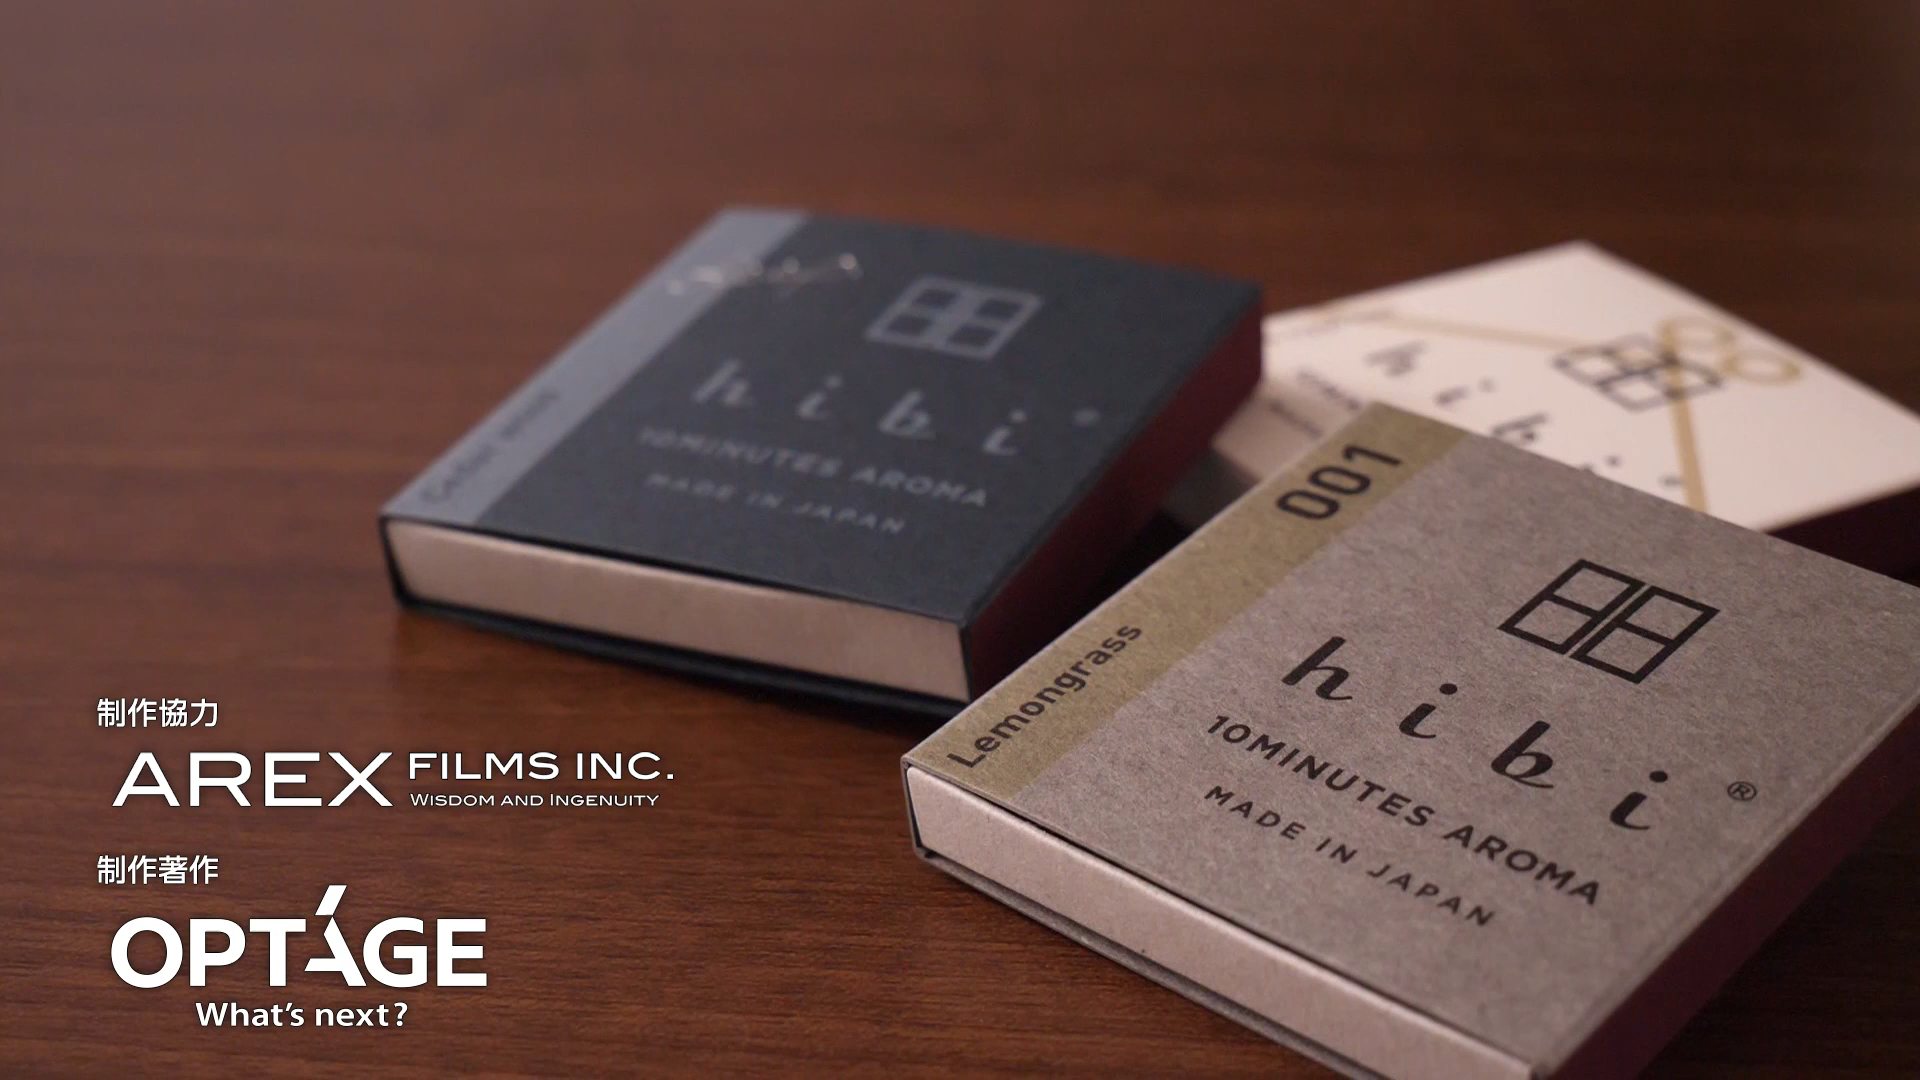 hibi
10MINUTES AROMA
MADE IN JAPAN
hibi
001
Lemongrass
hibi®
10MINUTES AROMA
MADE IN JAPAN
制作協力
AREX FILMS INC.
WISDOM AND INGENUITY
制作著作
OPTAGE
What's next?